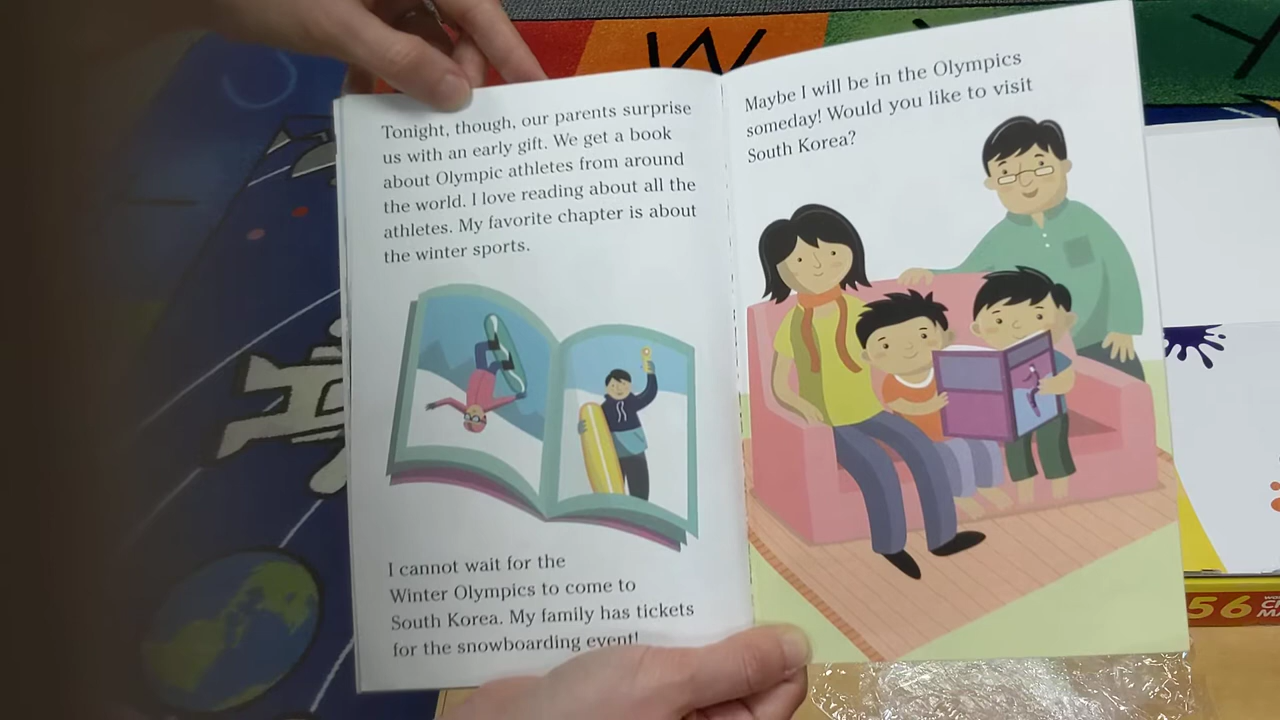 Tonight, though, our parents surprise
us with an early gift. We get a book
about Olympic athletes from around
the world. I love reading about all the
athletes. My favorite chapter is about
the winter sports.
I cannot wait for the
Winter Olympics to come to
South Korea. My family has tickets
for the snowboarding event!
Maybe I will be in the Olympics
someday! Would you like to visit
South Korea?
W
56